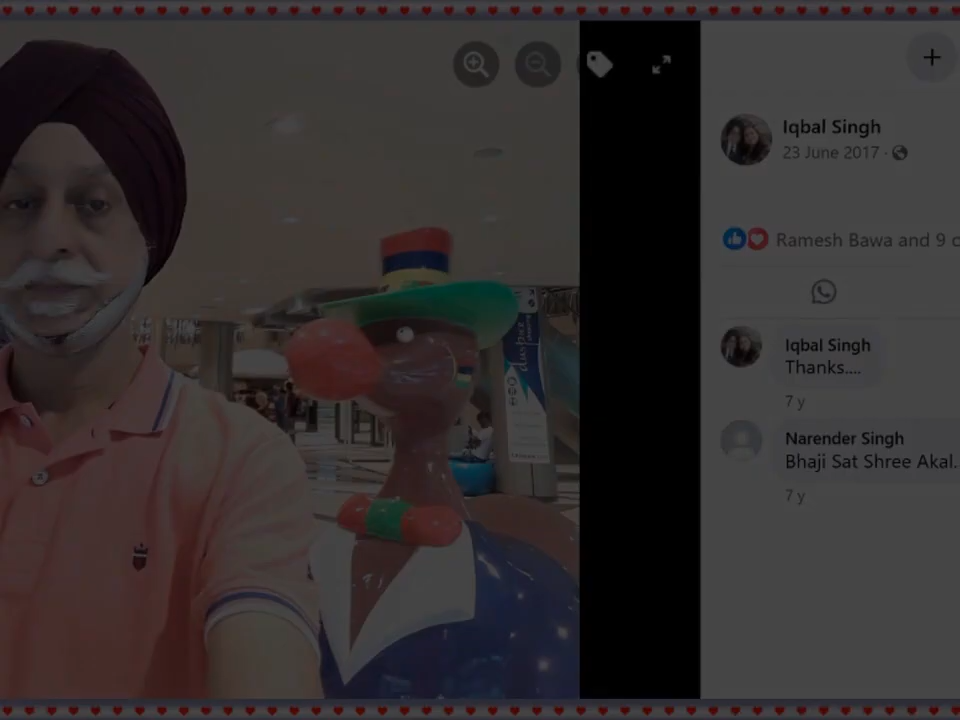 Iqbal Singh
23 June 2017 ·
Ramesh Bawa and 9 o
Iqbal Singh
Thanks....
7 y
Narender Singh
Bhaji Sat Shree Akal.
7 y